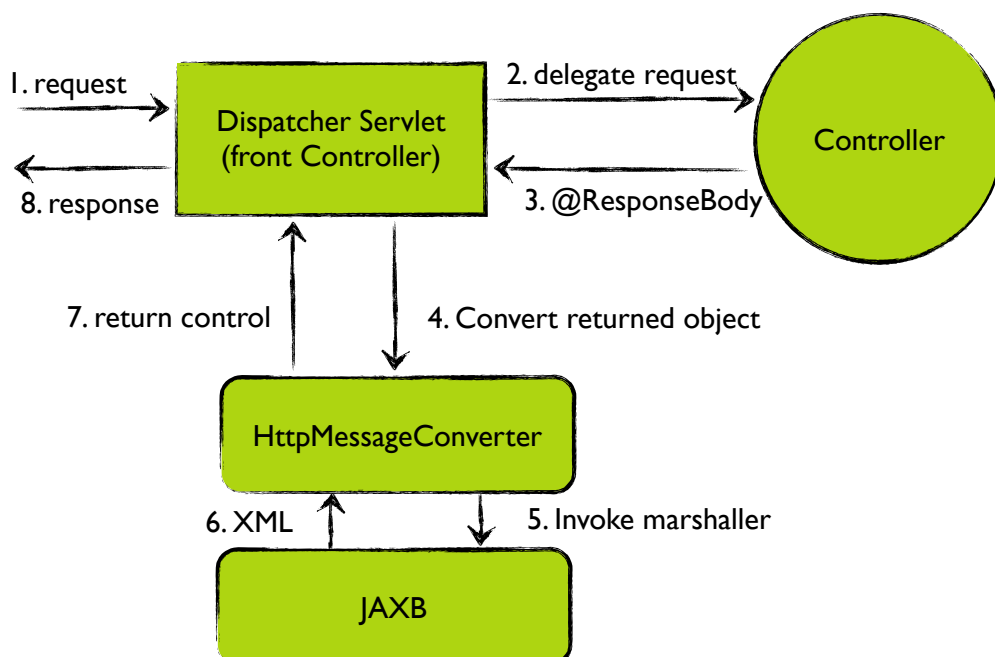 1. request
2. delegate request
Dispatcher Servlet
(front Controller)
Controller
8. response
3. @ResponseBody
7. return control
4. Convert returned object
HttpMessageConverter
6. XML
5. Invoke marshaller
JAXB